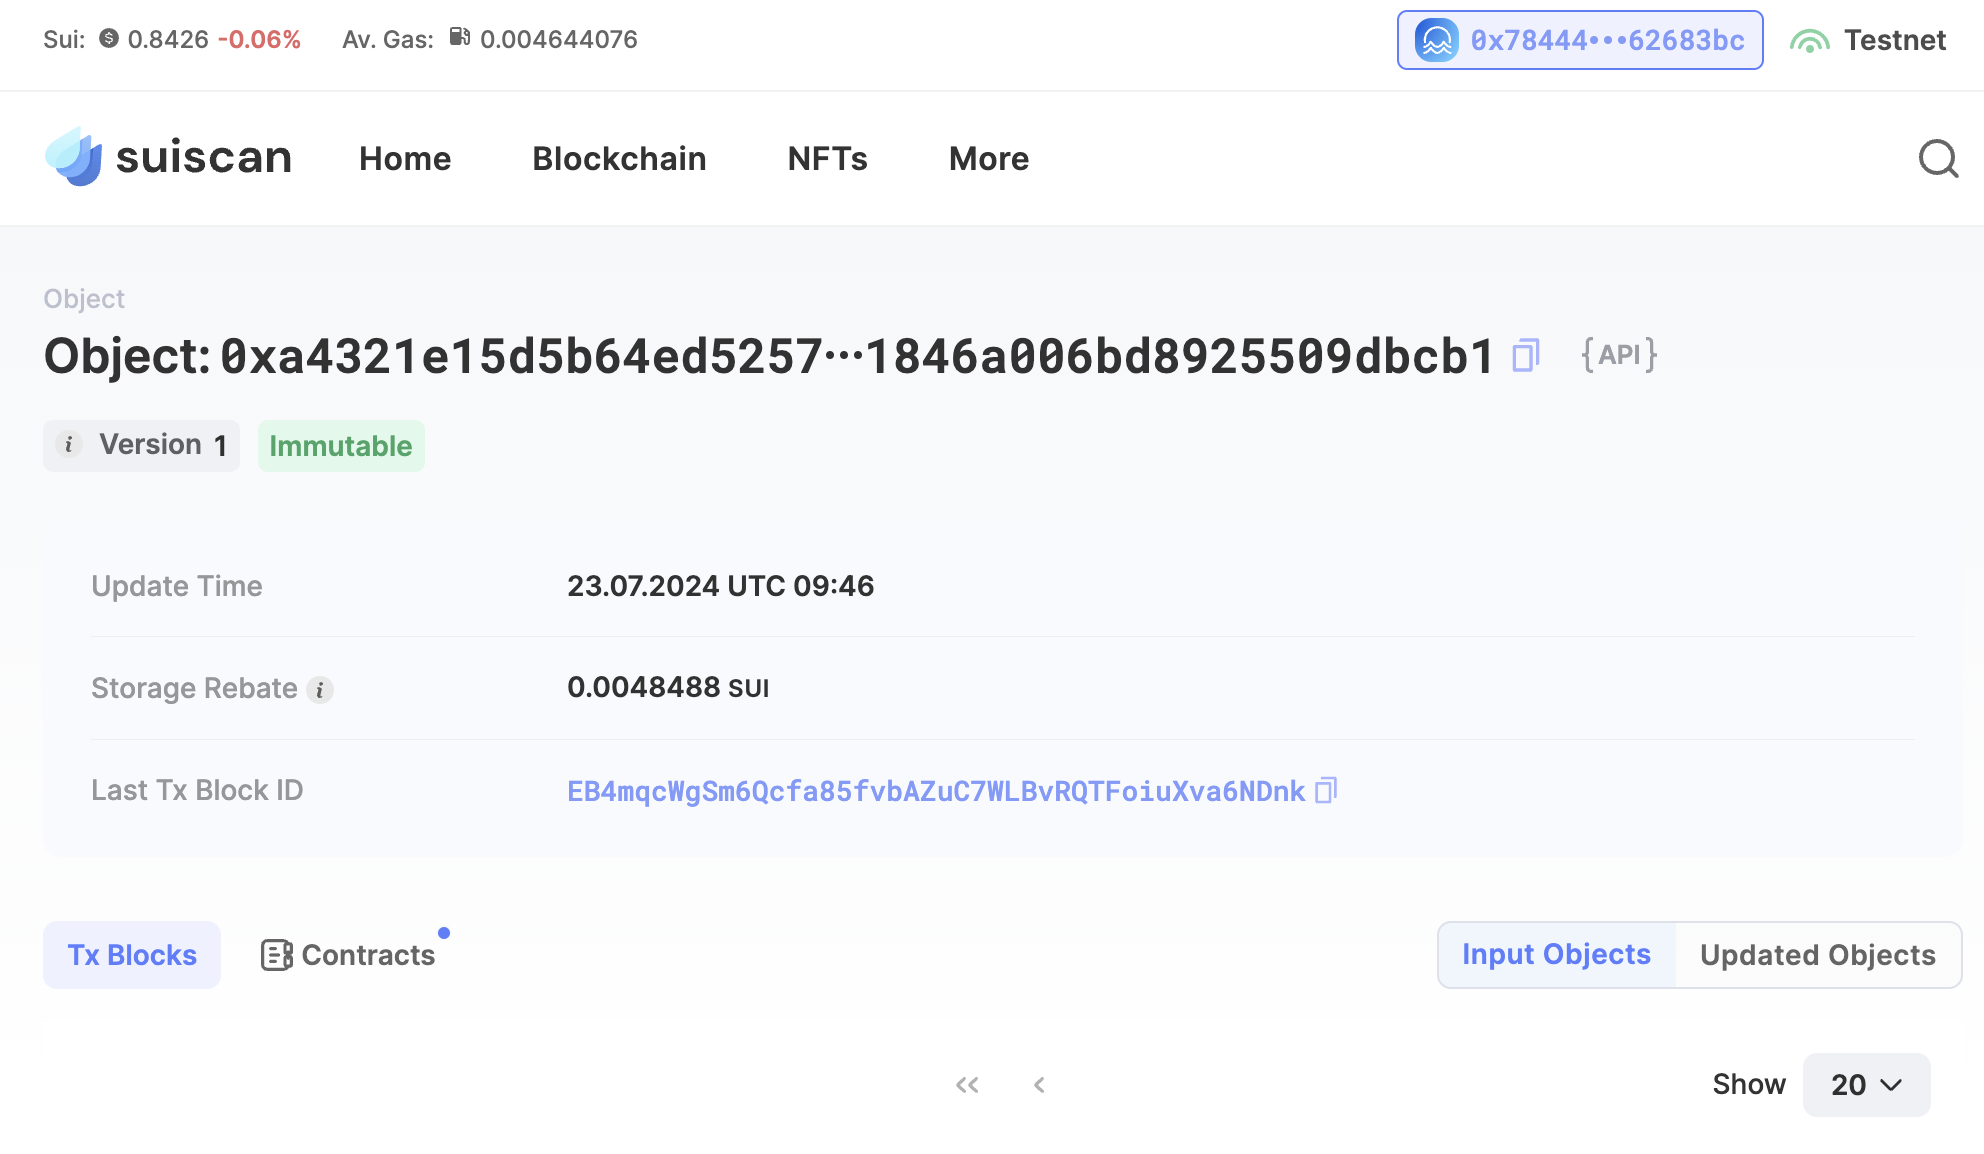 Sui: 0.8426 -0.06% Av. Gas: 0.004644076 0x78444•••62683bc Testnet
suiscan Home Blockchain NFTs More
Object
Object: 0xa4321e15d5b64ed5257•••1846a006bd8925509dbcb1 {API}
i Version 1 Immutable
Update Time 23.07.2024 UTC 09:46
Storage Rebate i 0.0048488 SUI
Last Tx Block ID EB4mqcWgSm6Qcfa85fvbAZuC7WLBvRQTFoiuXva6NDnk
Tx Blocks Contracts Input Objects Updated Objects
Show 20